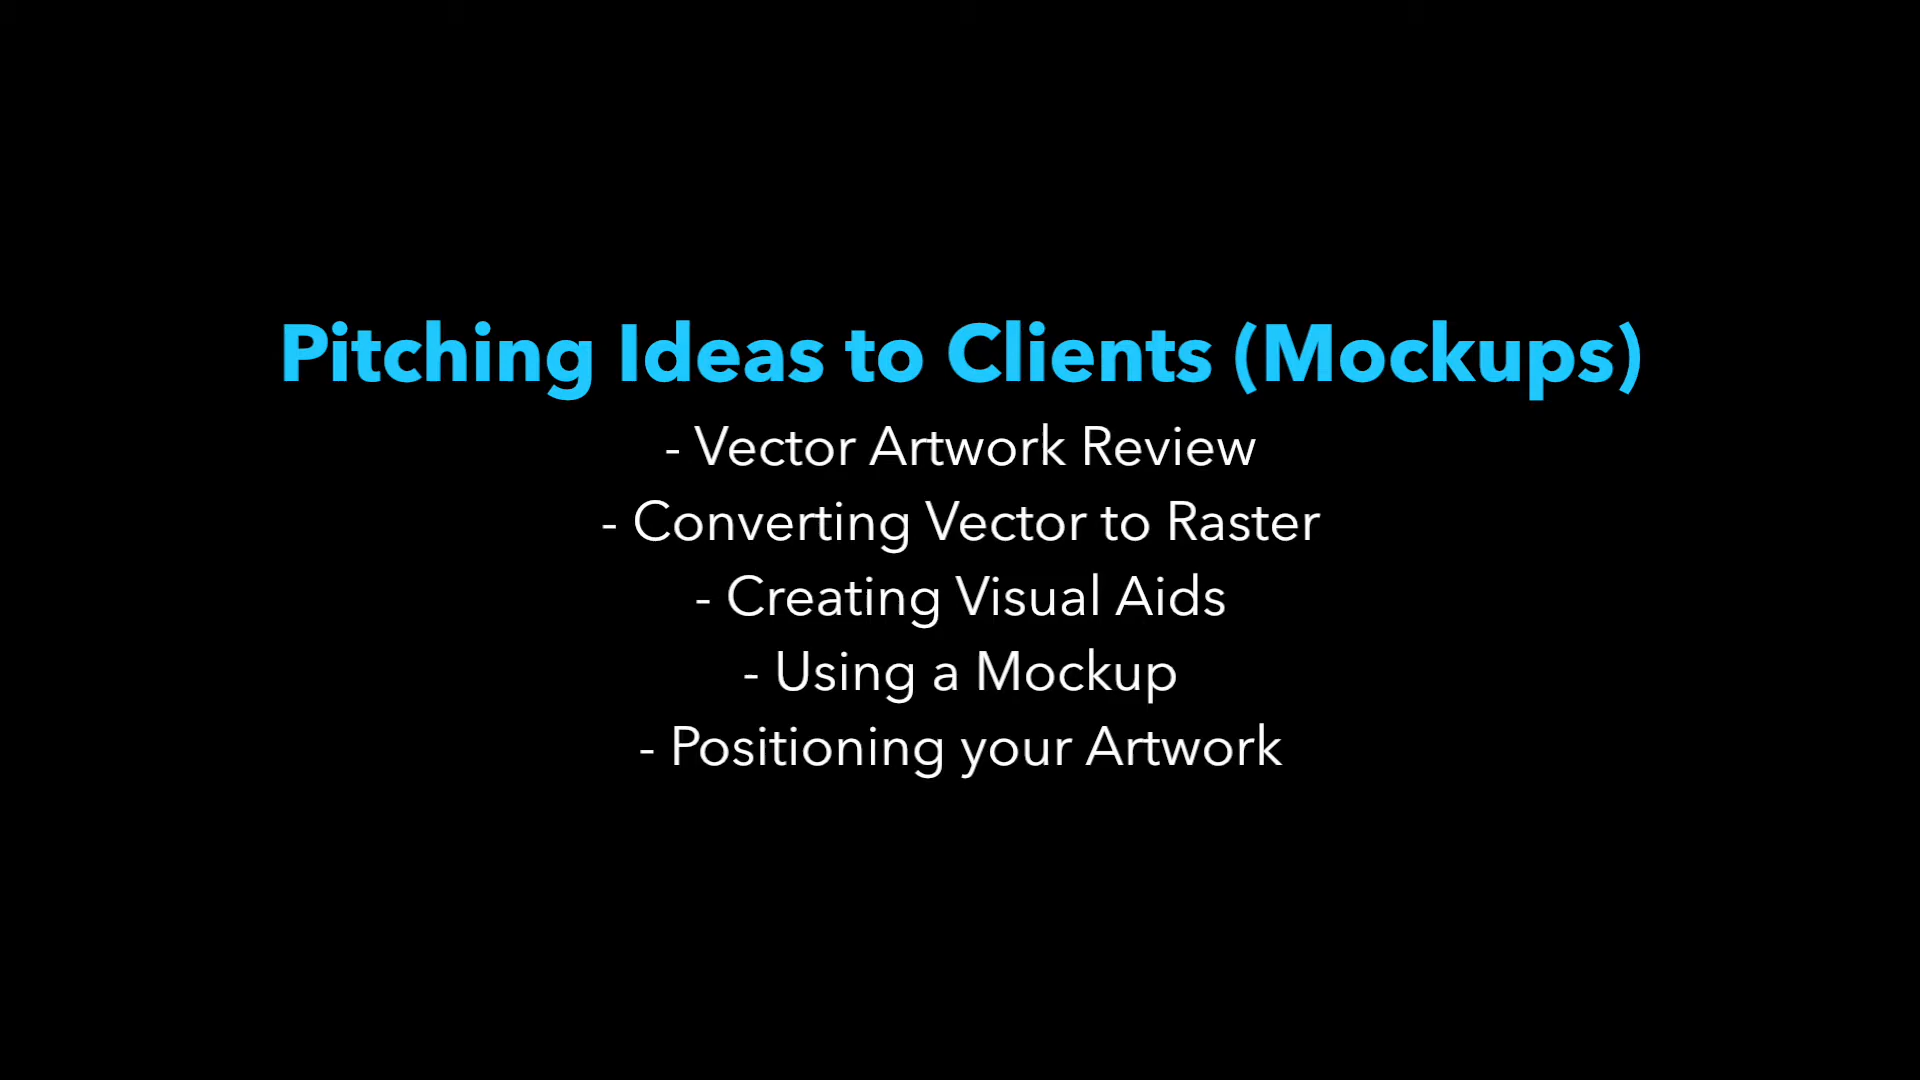 Pitching Ideas to Clients (Mockups)
- Vector Artwork Review
- Converting Vector to Raster
- Creating Visual Aids
- Using a Mockup
- Positioning your Artwork